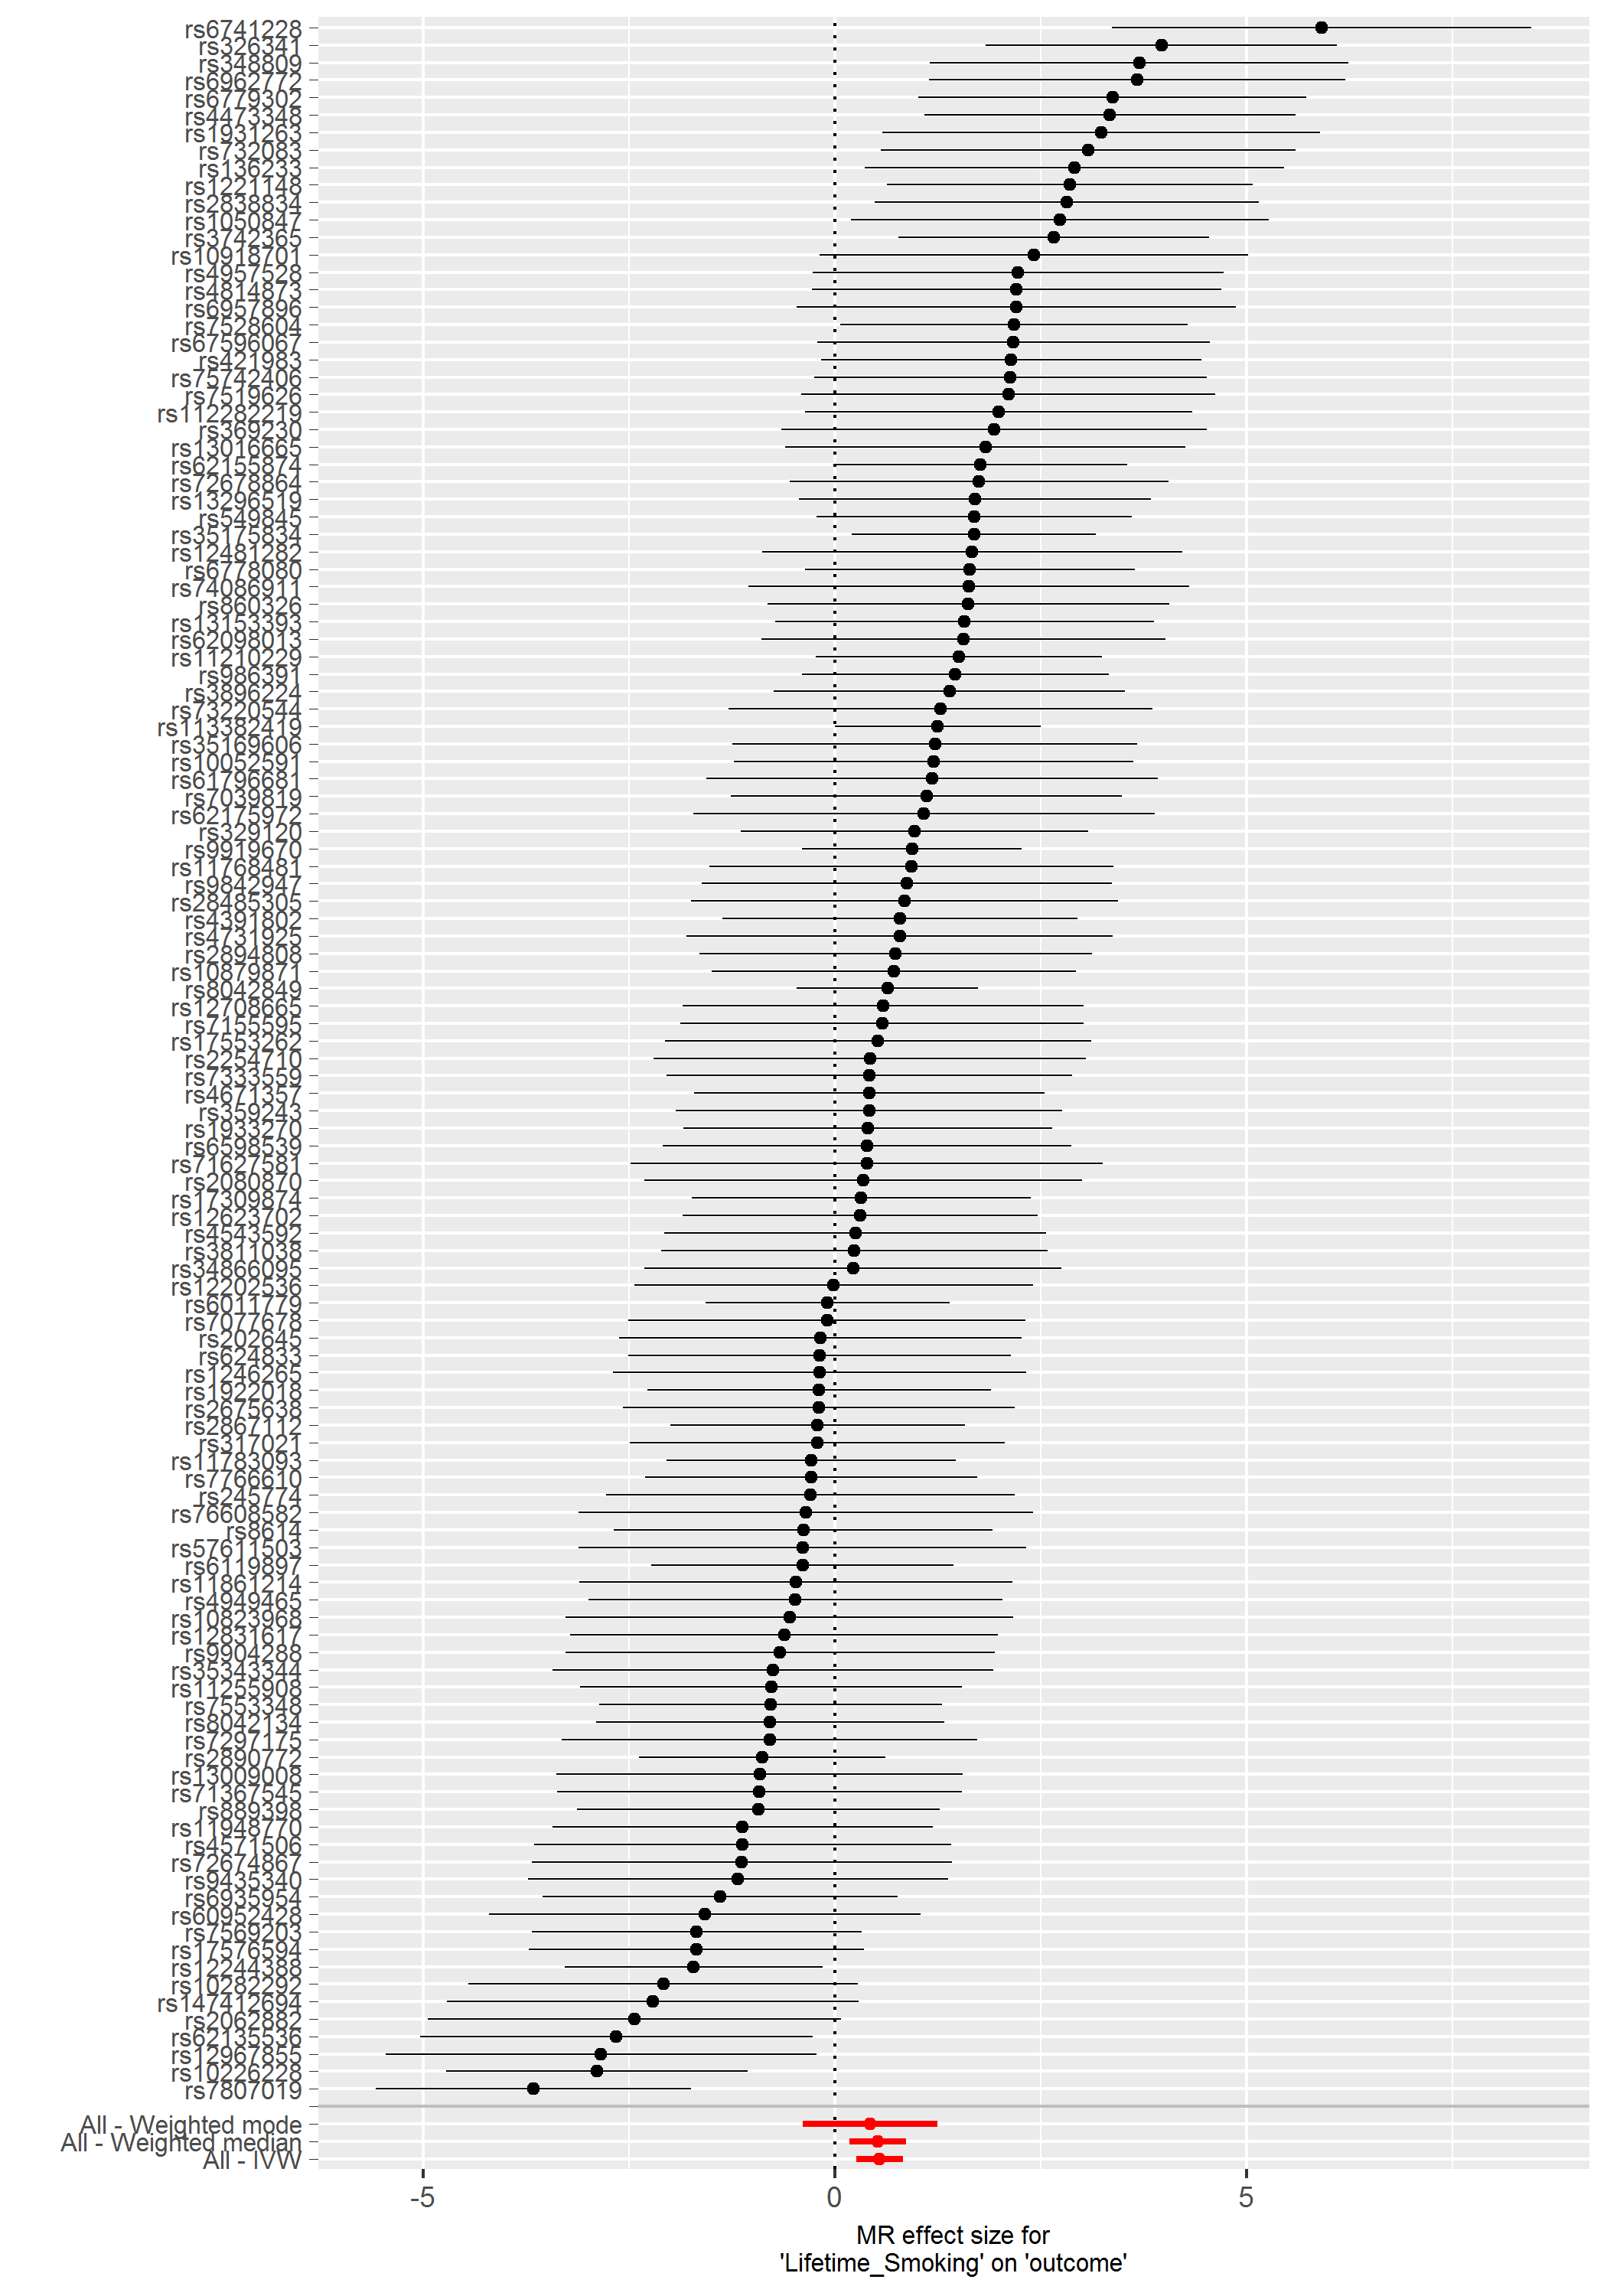 rs6741228
rs326341
rs348809
rs6962772
rs6779302
rs4473348
rs1931263
rs732083
rs136233
rs1221148
rs2838834
rs1050847
rs3742365
rs10918701
rs4957528
rs4814873
rs6957896
rs7528604
rs67596067
rs421983
rs75742406
rs7519626
rs112282219
rs369230
rs13016665
rs62155874
rs72678864
rs13296519
rs549845
rs35175834
rs12481282
rs6778080
rs74086911
rs860326
rs13153393
rs62098013
rs11210229
rs986391
rs3896224
rs73220544
rs113382419
rs35169606
rs10052591
rs61796681
rs7039819
rs62175972
rs329120
rs9919670
rs11768481
rs9842947
rs28485305
rs4391802
rs4731925
rs2894808
rs10879871
rs8042849
rs12708665
rs7155595
rs17553262
rs2254710
rs7333559
rs4671357
rs359243
rs1933270
rs6598539
rs71627581
rs2080870
rs17309874
rs12623702
rs4543592
rs3811038
rs34866095
rs12202536
rs6011779
rs7077678
rs202645
rs624833
rs1246265
rs1922018
rs2675638
rs2867112
rs317021
rs11783093
rs7766610
rs245774
rs76608582
rs8614
rs57611503
rs6119897
rs11861214
rs4949465
rs10823968
rs12831617
rs9904288
rs35343344
rs11255908
rs7553348
rs8042134
rs7297175
rs2890772
rs13009008
rs71367545
rs889398
rs11948770
rs4571506
rs72674867
rs9435340
rs6935954
rs60952428
rs7569203
rs17576594
rs12244388
rs10282292
rs147412694
rs2062882
rs62135536
rs12967855
rs10226228
rs7807019
All - Weighted mode
All - Weighted median
All - IVW
-5 0 5
MR effect size for
'Lifetime_Smoking' on 'outcome'